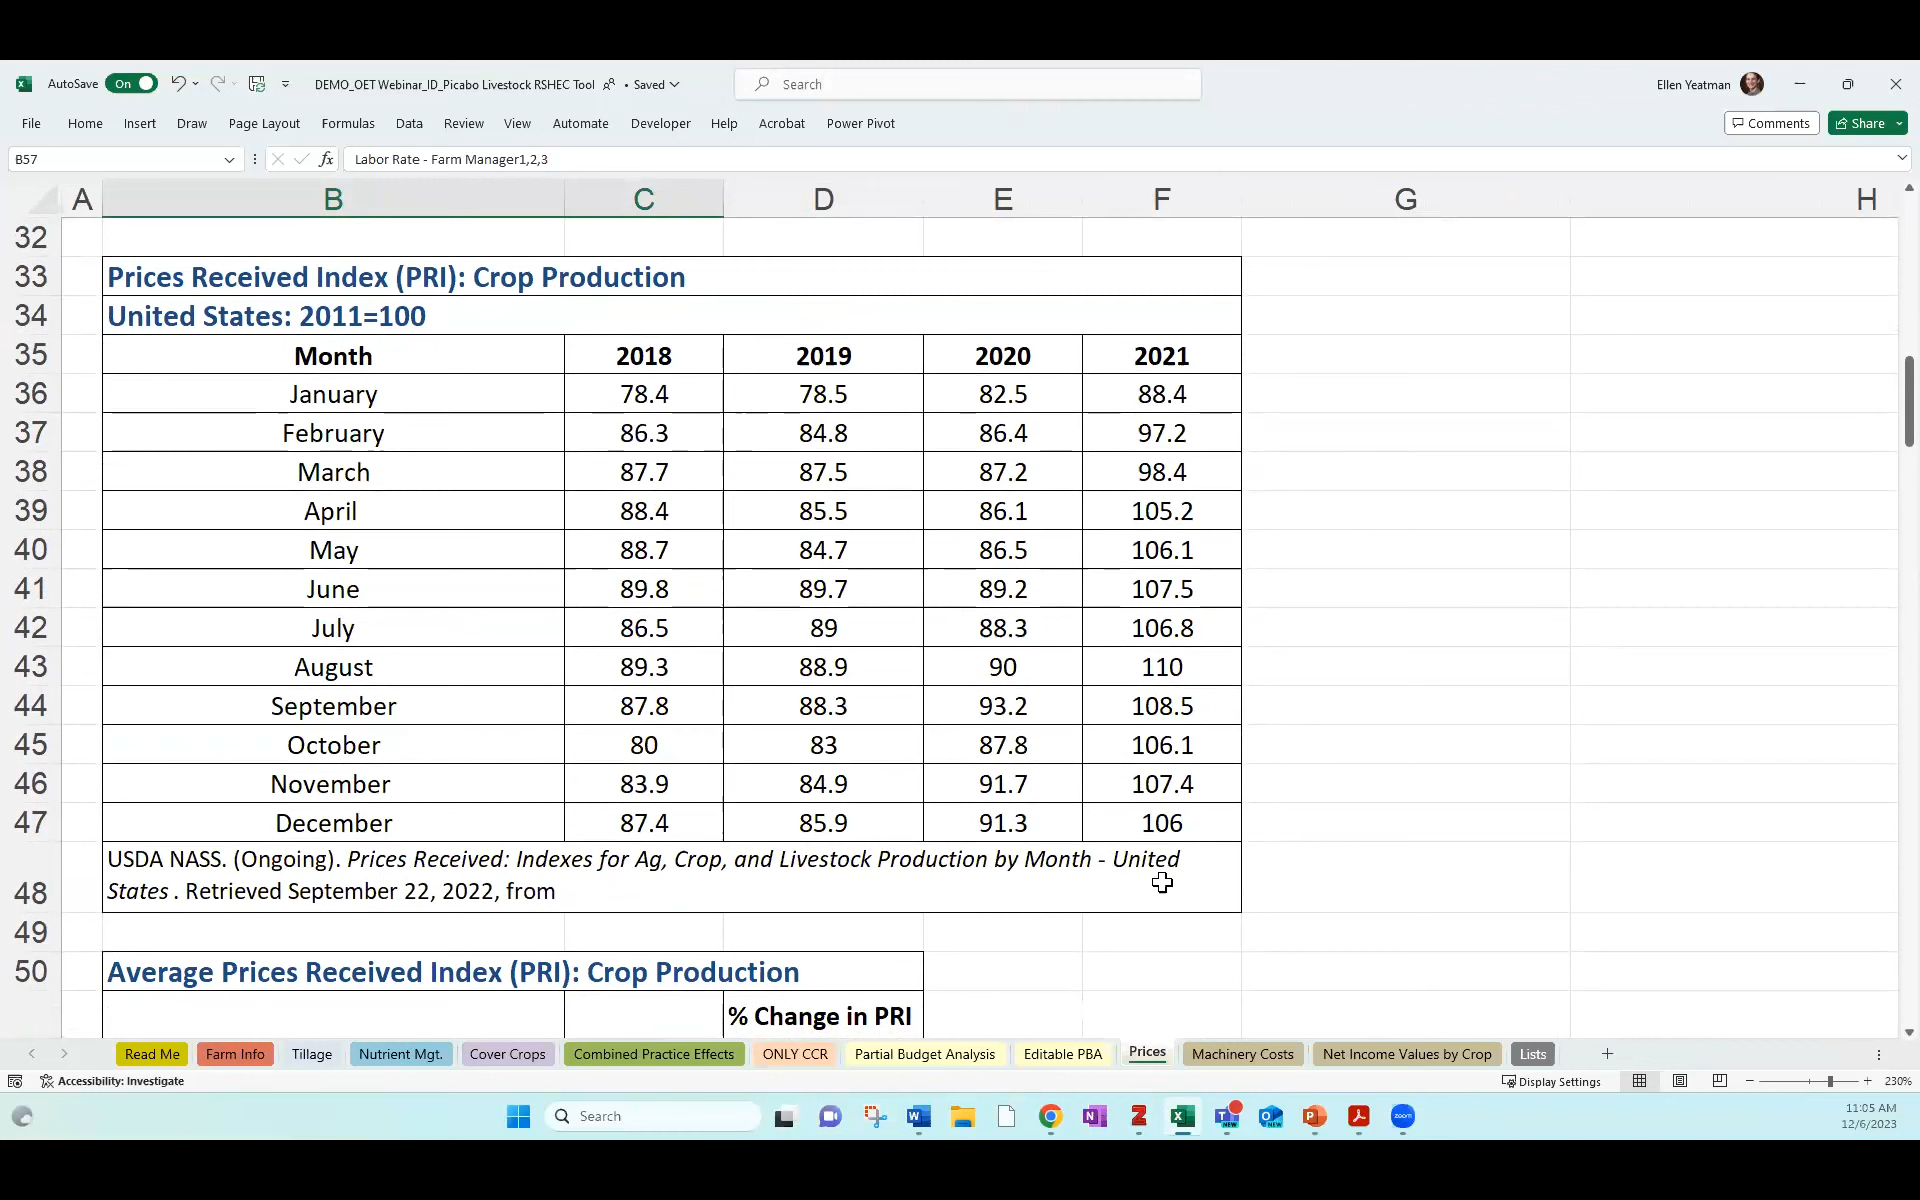 AutoSave On DEMO_OET Webinar_ID_Picabo Livestock RSHEC Tool • Saved Search Ellen Yeatman
File Home Insert Draw Page Layout Formulas Data Review View Automate Developer Help Acrobat Power Pivot Comments Share
B57 fx Labor Rate - Farm Manager1,2,3
A B C D E F G H
32
33 Prices Received Index (PRI): Crop Production
34 United States: 2011=100
35 Month 2018 2019 2020 2021
36 January 78.4 78.5 82.5 88.4
37 February 86.3 84.8 86.4 97.2
38 March 87.7 87.5 87.2 98.4
39 April 88.4 85.5 86.1 105.2
40 May 88.7 84.7 86.5 106.1
41 June 89.8 89.7 89.2 107.5
42 July 86.5 89 88.3 106.8
43 August 89.3 88.9 90 110
44 September 87.8 88.3 93.2 108.5
45 October 80 83 87.8 106.1
46 November 83.9 84.9 91.7 107.4
47 December 87.4 85.9 91.3 106
USDA NASS. (Ongoing). Prices Received: Indexes for Ag, Crop, and Livestock Production by Month - United
48 States . Retrieved September 22, 2022, from
49
50 Average Prices Received Index (PRI): Crop Production
% Change in PRI
Read Me Farm Info Tillage Nutrient Mgt. Cover Crops Combined Practice Effects ONLY CCR Partial Budget Analysis Editable PBA Prices Machinery Costs Net Income Values by Crop Lists
Accessibility: Investigate Display Settings 230%
Search 11:05 AM
12/6/2023